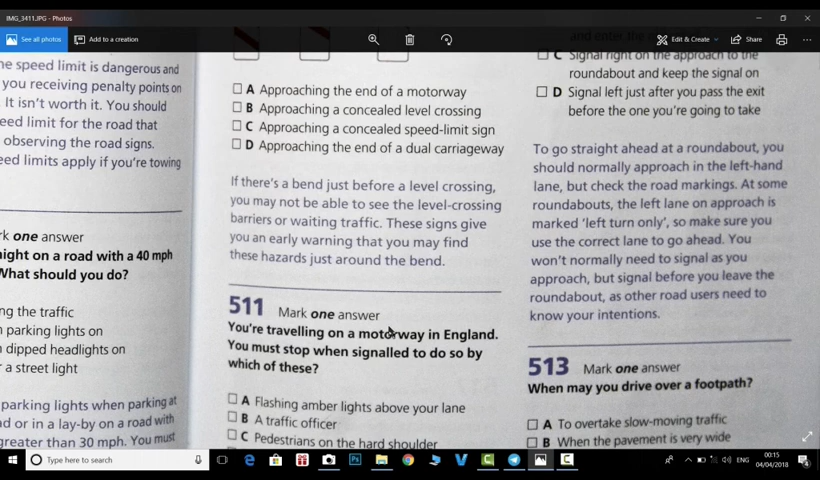 IMG_3411.JPG - Photos
See all photos
Add to a creation
Edit & Create
Share
he speed limit is dangerous and
you receiving penalty points on
It isn't worth it. You should
eed limit for the road that
observing the road signs.
eed limits apply if you're towing
rk one answer
ight on a road with a 40 mph
What should you do?
ng the traffic
parking lights on
dipped headlights on
r a street light
parking lights when parking at
d or in a lay-by on a road with
greater than 30 mph. You must
A Approaching the end of a motorway
B Approaching a concealed level crossing
C Approaching a concealed speed-limit sign
D Approaching the end of a dual carriageway
If there's a bend just before a level crossing,
you may not be able to see the level-crossing
barriers or waiting traffic. These signs give
you an early warning that you may find
these hazards just around the bend.
511 Mark one answer
You're travelling on a motorway in England.
You must stop when signalled to do so by
which of these?
A Flashing amber lights above your lane
B A traffic officer
C Pedestrians on the hard shoulder
and enter the
C Signal right on the approach to the
roundabout and keep the signal on
D Signal left just after you pass the exit
before the one you're going to take
To go straight ahead at a roundabout, you
should normally approach in the left-hand
lane, but check the road markings. At some
roundabouts, the left lane on approach is
marked 'left turn only', so make sure you
use the correct lane to go ahead. You
won't normally need to signal as you
approach, but signal before you leave the
roundabout, as other road users need to
know your intentions.
513 Mark one answer
When may you drive over a footpath?
A To overtake slow-moving traffic
B When the pavement is very wide
Type here to search
ENG
00:15
04/04/2018